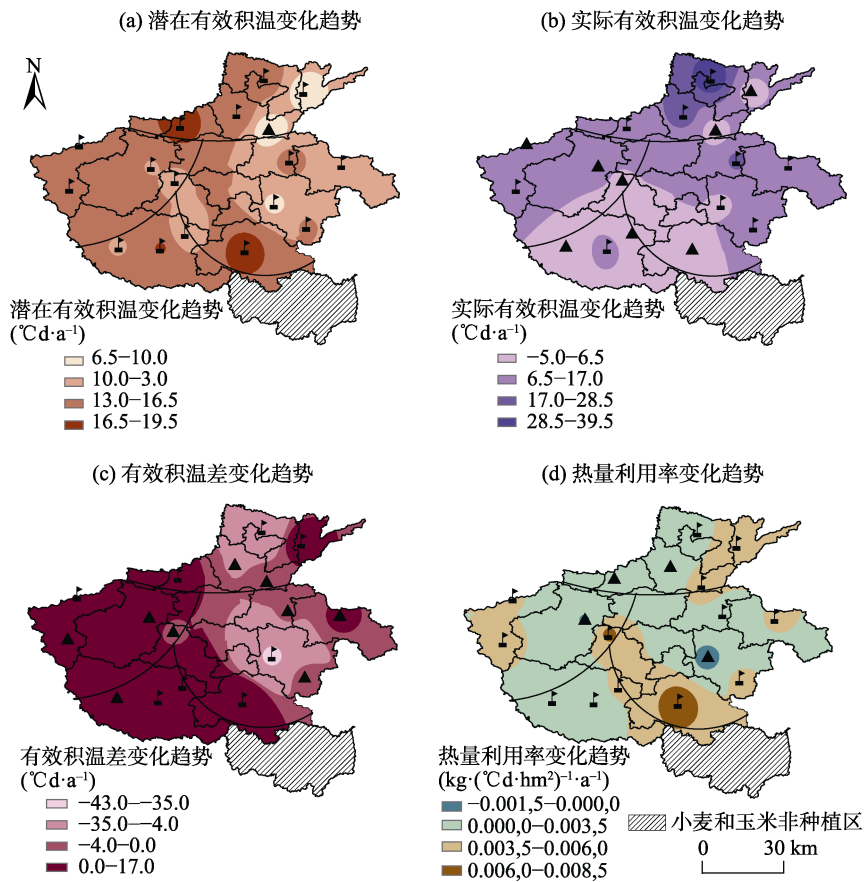 (a) 潜在有效积温变化趋势
(b) 实际有效积温变化趋势
N
潜在有效积温变化趋势
(℃d·a⁻¹)
6.5−10.0
10.0−3.0
13.0−16.5
16.5−19.5
实际有效积温变化趋势
(℃d·a⁻¹)
−5.0−6.5
6.5−17.0
17.0−28.5
28.5−39.5
(c) 有效积温差变化趋势
(d) 热量利用率变化趋势
有效积温差变化趋势
(℃d·a⁻¹)
−43.0−−35.0
−35.0−−4.0
−4.0−0.0
0.0−17.0
热量利用率变化趋势
(kg·(℃d·hm²)⁻¹·a⁻¹)
−0.001,5−0.000,0
0.000,0−0.003,5
0.003,5−0.006,0
0.006,0−0.008,5
小麦和玉米非种植区
0 30 km